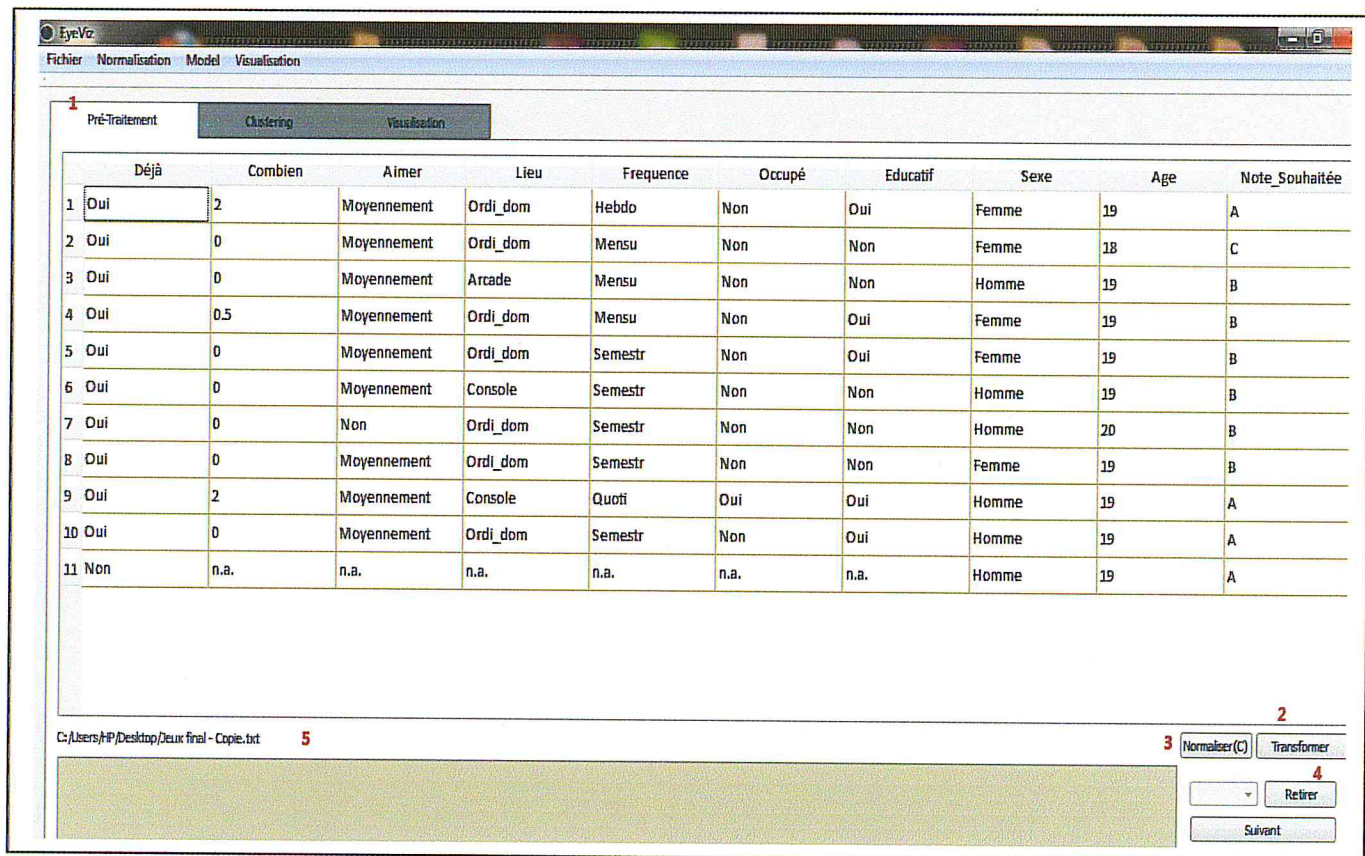 EyeViz
Fichier Normalisation Model Visualisation
1
Pré-Traitement Clustering Visualisation
Déjà Combien Aimer Lieu Frequence Occupé Educatif Sexe Age Note_Souhaitée
1 Oui 2 Moyennement Ordi_dom Hebdo Non Oui Femme 19 A
2 Oui 0 Moyennement Ordi_dom Mensu Non Non Femme 18 C
3 Oui 0 Moyennement Arcade Mensu Non Non Homme 19 B
4 Oui 0.5 Moyennement Ordi_dom Mensu Non Oui Femme 19 B
5 Oui 0 Moyennement Ordi_dom Semestr Non Oui Femme 19 B
6 Oui 0 Moyennement Console Semestr Non Non Homme 19 B
7 Oui 0 Non Ordi_dom Semestr Non Non Homme 20 B
8 Oui 0 Moyennement Ordi_dom Semestr Non Non Femme 19 B
9 Oui 2 Moyennement Console Quoti Oui Oui Homme 19 A
10 Oui 0 Moyennement Ordi_dom Semestr Non Oui Homme 19 A
11 Non n.a. n.a. n.a. n.a. n.a. n.a. Homme 19 A
2
C:/Users/HP/Desktop/Jeux final - Copie.txt 5 3 Normaliser(C) Transformer
4
Retirer
Suivant